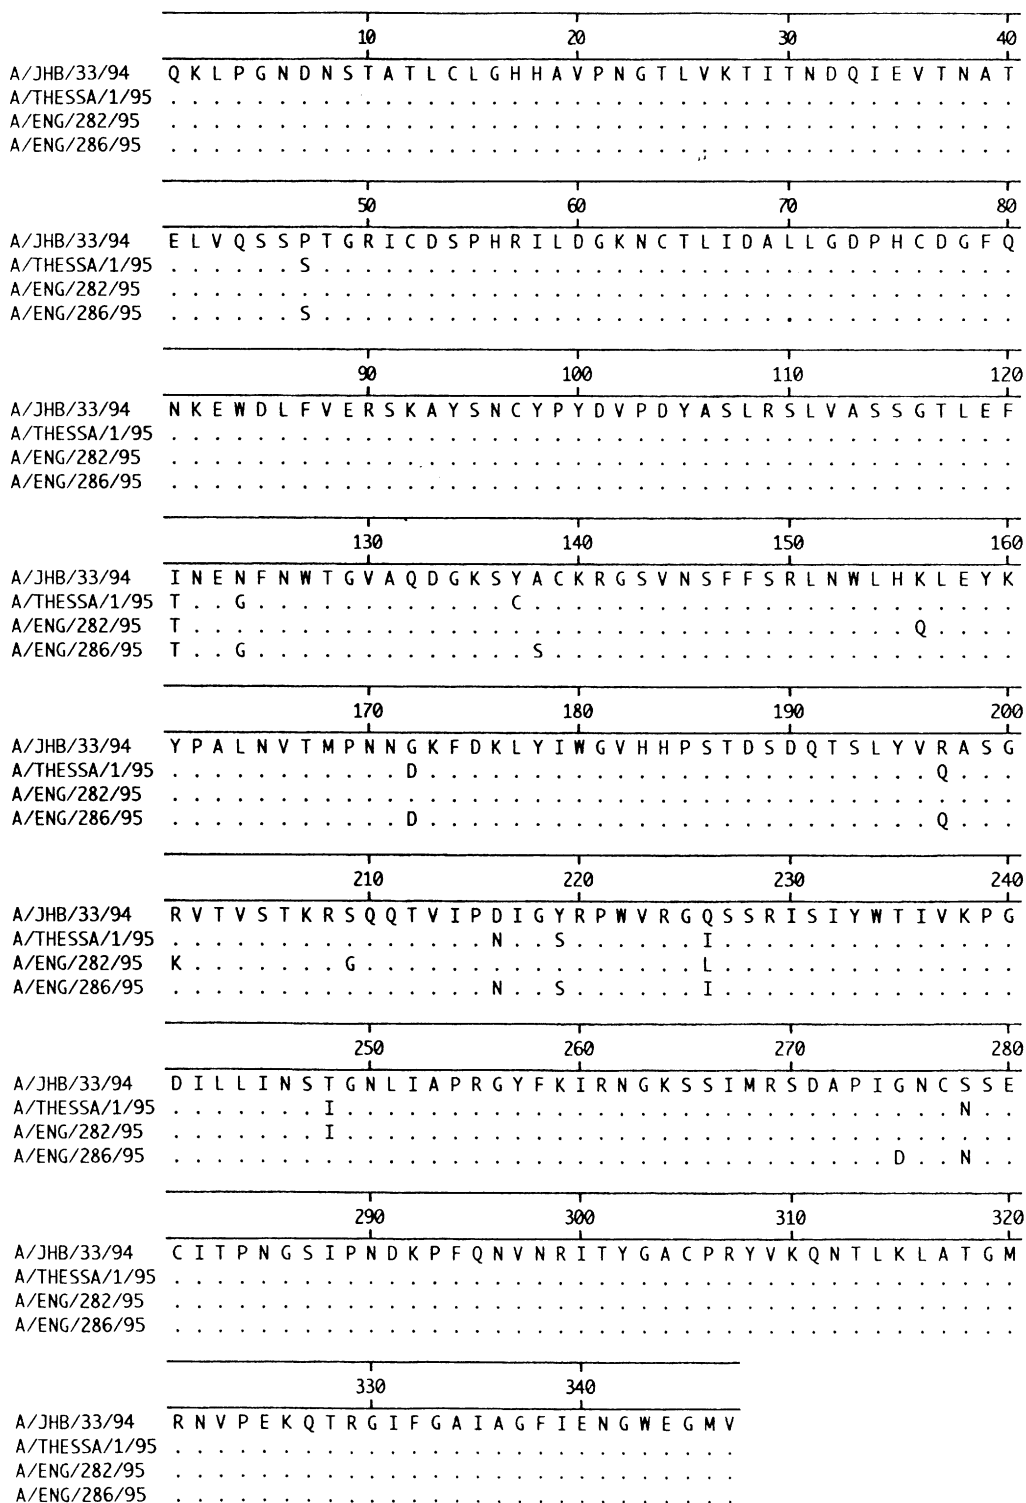 10 20 30 40
A/JHB/33/94 Q K L P G N D N S T A T L C L G H H A V P N G T L V K T I T N D Q I E V T N A T
A/THESSA/1/95 . . . . . . . . . . . . . . . . . . . . . . . . . . . . . . . . . . . . . . . .
A/ENG/282/95 . . . . . . . . . . . . . . . . . . . . . . . . . . . . . . . . . . . . . . . .
A/ENG/286/95 . . . . . . . . . . . . . . . . . . . . . . . . . . . . . . . . . . . . . . . .
50 60 70 80
A/JHB/33/94 E L V Q S S P T G R I C D S P H R I L D G K N C T L I D A L L G D P H C D G F Q
A/THESSA/1/95 . . . . . . S . . . . . . . . . . . . . . . . . . . . . . . . . . . . . . . . .
A/ENG/282/95 . . . . . . . . . . . . . . . . . . . . . . . . . . . . . . . . . . . . . . . .
A/ENG/286/95 . . . . . . S . . . . . . . . . . . . . . . . . . . . . . . . . . . . . . . . .
90 100 110 120
A/JHB/33/94 N K E W D L F V E R S K A Y S N C Y P Y D V P D Y A S L R S L V A S S G T L E F
A/THESSA/1/95 . . . . . . . . . . . . . . . . . . . . . . . . . . . . . . . . . . . . . . . .
A/ENG/282/95 . . . . . . . . . . . . . . . . . . . . . . . . . . . . . . . . . . . . . . . .
A/ENG/286/95 . . . . . . . . . . . . . . . . . . . . . . . . . . . . . . . . . . . . . . . .
130 140 150 160
A/JHB/33/94 I N E N F N W T G V A Q D G K S Y A C K R G S V N S F F S R L N W L H K L E Y K
A/THESSA/1/95 T . . G . . . . . . . . . . . . C . . . . . . . . . . . . . . . . . . . . . . .
A/ENG/282/95 T . . . . . . . . . . . . . . . . . . . . . . . . . . . . . . . . . . Q . . . .
A/ENG/286/95 T . . G . . . . . . . . . . . . . S . . . . . . . . . . . . . . . . . . . . . .
170 180 190 200
A/JHB/33/94 Y P A L N V T M P N N G K F D K L Y I W G V H H P S T D S D Q T S L Y V R A S G
A/THESSA/1/95 . . . . . . . . . . . D . . . . . . . . . . . . . . . . . . . . . . . . Q . . .
A/ENG/282/95 . . . . . . . . . . . . . . . . . . . . . . . . . . . . . . . . . . . . . . . .
A/ENG/286/95 . . . . . . . . . . . D . . . . . . . . . . . . . . . . . . . . . . . . Q . . .
210 220 230 240
A/JHB/33/94 R V T V S T K R S Q Q T V I P D I G Y R P W V R G Q S S R I S I Y W T I V K P G
A/THESSA/1/95 . . . . . . . . . . . . . . . N . . S . . . . . . I . . . . . . . . . . . . . .
A/ENG/282/95 K . . . . . . . G . . . . . . . . . . . . . . . . L . . . . . . . . . . . . . .
A/ENG/286/95 . . . . . . . . . . . . . . . N . . S . . . . . . I . . . . . . . . . . . . . .
250 260 270 280
A/JHB/33/94 D I L L I N S T G N L I A P R G Y F K I R N G K S S I M R S D A P I G N C S S E
A/THESSA/1/95 . . . . . . . I . . . . . . . . . . . . . . . . . . . . . . . . . . . . . N . .
A/ENG/282/95 . . . . . . . I . . . . . . . . . . . . . . . . . . . . . . . . . . . . . . . .
A/ENG/286/95 . . . . . . . . . . . . . . . . . . . . . . . . . . . . . . . . . . D . . N . .
290 300 310 320
A/JHB/33/94 C I T P N G S I P N D K P F Q N V N R I T Y G A C P R Y V K Q N T L K L A T G M
A/THESSA/1/95 . . . . . . . . . . . . . . . . . . . . . . . . . . . . . . . . . . . . . . . .
A/ENG/282/95 . . . . . . . . . . . . . . . . . . . . . . . . . . . . . . . . . . . . . . . .
A/ENG/286/95 . . . . . . . . . . . . . . . . . . . . . . . . . . . . . . . . . . . . . . . .
330 340
A/JHB/33/94 R N V P E K Q T R G I F G A I A G F I E N G W E G M V
A/THESSA/1/95 . . . . . . . . . . . . . . . . . . . . . . . . . . .
A/ENG/282/95 . . . . . . . . . . . . . . . . . . . . . . . . . . .
A/ENG/286/95 . . . . . . . . . . . . . . . . . . . . . . . . . . .